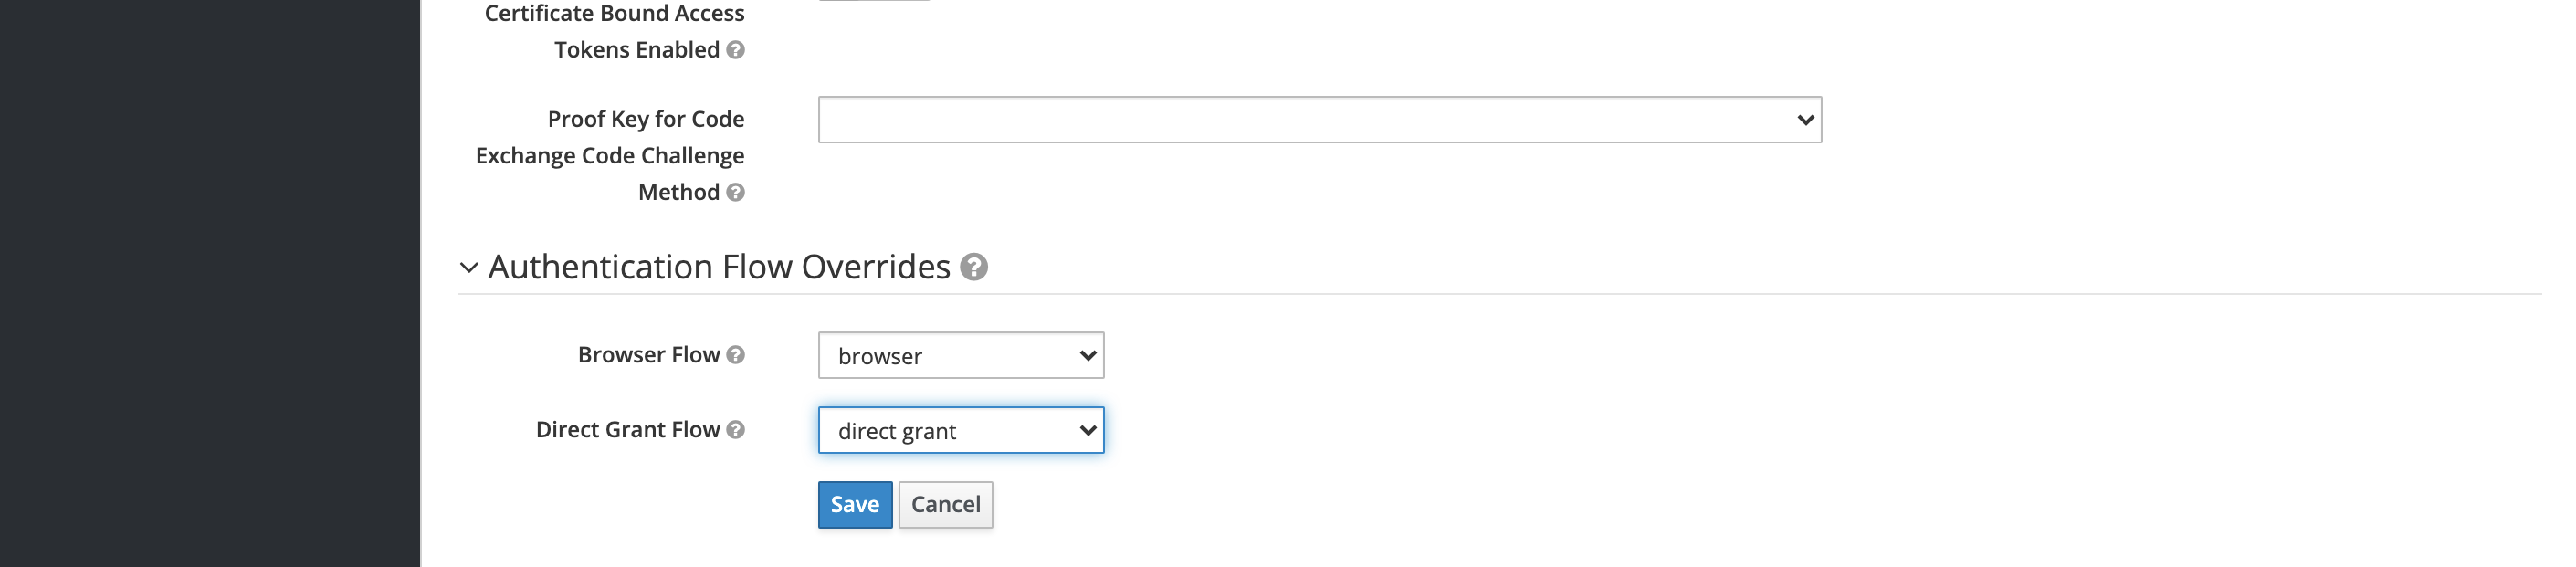 Certificate Bound Access
Tokens Enabled
Proof Key for Code
Exchange Code Challenge
Method
Authentication Flow Overrides
Browser Flow
browser
Direct Grant Flow
direct grant
Save
Cancel